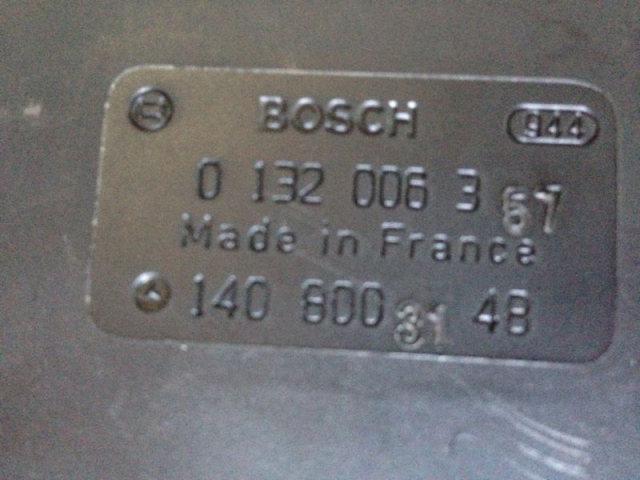 BOSCH 944
0 132 006 3 67
Made in France
140 800 31 48